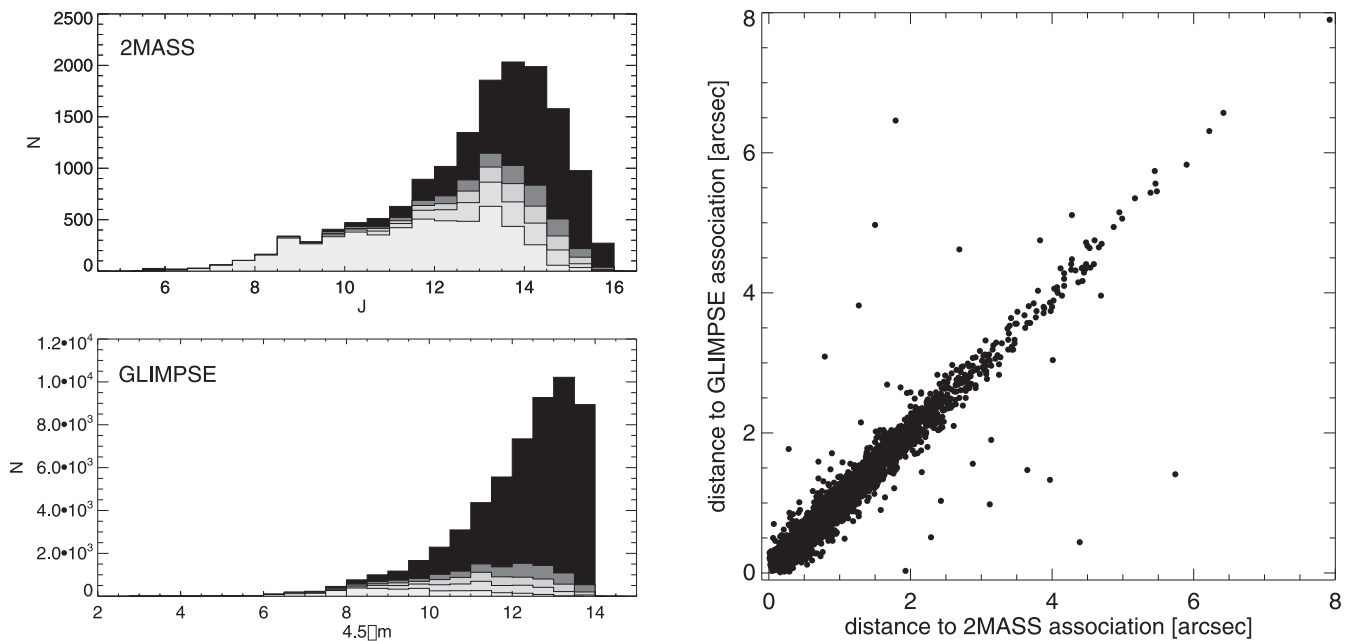 2500
2MASS
2000
1500
N
1000
500
0
6 8 10 12 14 16
J
1.2•10⁴
GLIMPSE
1.0•10⁴
8.0•10³
N
6.0•10³
4.0•10³
2.0•10³
0
2 4 6 8 10 12 14
4.5▯m
8
6
distance to GLIMPSE association [arcsec]
4
2
0
0 2 4 6 8
distance to 2MASS association [arcsec]